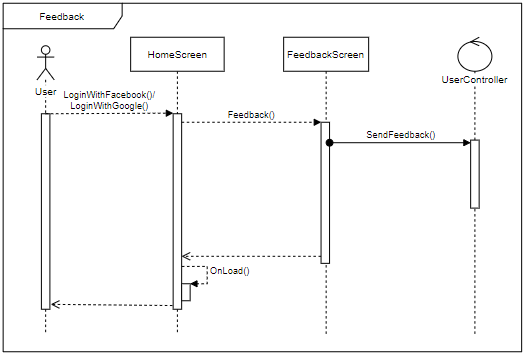 Feedback
HomeScreen
FeedbackScreen
User
UserController
LoginWithFacebook()/
LoginWithGoogle()
Feedback()
SendFeedback()
OnLoad()